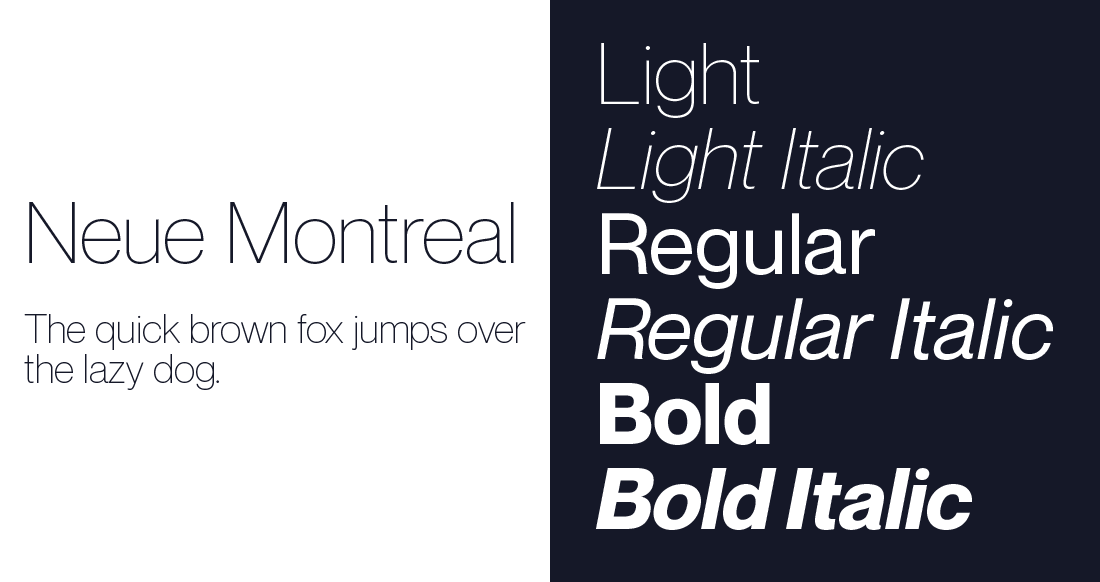 Neue Montreal
The quick brown fox jumps over
the lazy dog.
Light
Light Italic
Regular
Regular Italic
Bold
Bold Italic